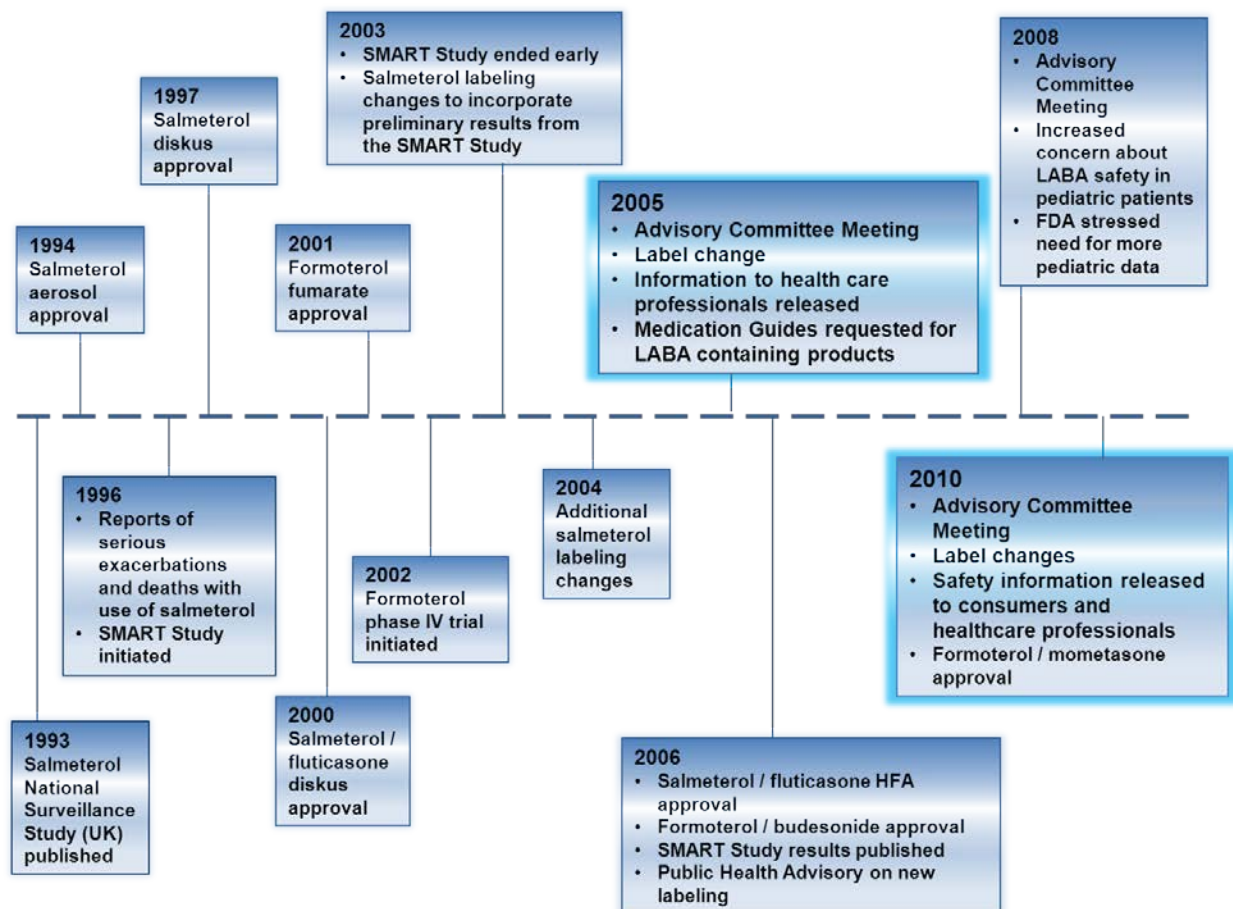 1993
Salmeterol
National
Surveillance
Study (UK)
published
1994
Salmeterol
aerosol
approval
1996
• Reports of
serious
exacerbations
and deaths with
use of salmeterol
• SMART Study
initiated
1997
Salmeterol
diskus
approval
2000
Salmeterol /
fluticasone
diskus
approval
2001
Formoterol
fumarate
approval
2002
Formoterol
phase IV trial
initiated
2003
• SMART Study ended early
• Salmeterol labeling
changes to incorporate
preliminary results from
the SMART Study
2004
Additional
salmeterol
labeling
changes
2005
• Advisory Committee Meeting
• Label change
• Information to health care
professionals released
• Medication Guides requested for
LABA containing products
2006
• Salmeterol / fluticasone HFA
approval
• Formoterol / budesonide approval
• SMART Study results published
• Public Health Advisory on new
labeling
2008
• Advisory
Committee
Meeting
• Increased
concern about
LABA safety in
pediatric patients
• FDA stressed
need for more
pediatric data
2010
• Advisory Committee
Meeting
• Label changes
• Safety information released
to consumers and
healthcare professionals
• Formoterol / mometasone
approval